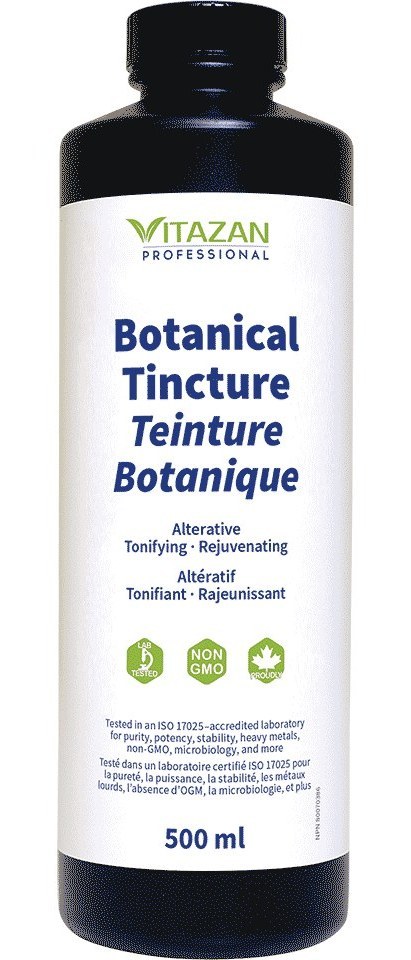 VITAZAN
PROFESSIONAL
Botanical
Tincture
Teinture
Botanique
Alterative
Tonifying · Rejuvenating
Altératif
Tonifiant · Rajeunissant
LAB
TESTED
NON
GMO
PROUDLY
Tested in an ISO 17025–accredited laboratory
for purity, potency, stability, heavy metals,
non-GMO, microbiology, and more
Testé dans un laboratoire certifié ISO 17025 pour
la pureté, la puissance, la stabilité, les métaux
lourds, l’absence d’OGM, la microbiologie, et plus
NPN 80070386
500 ml